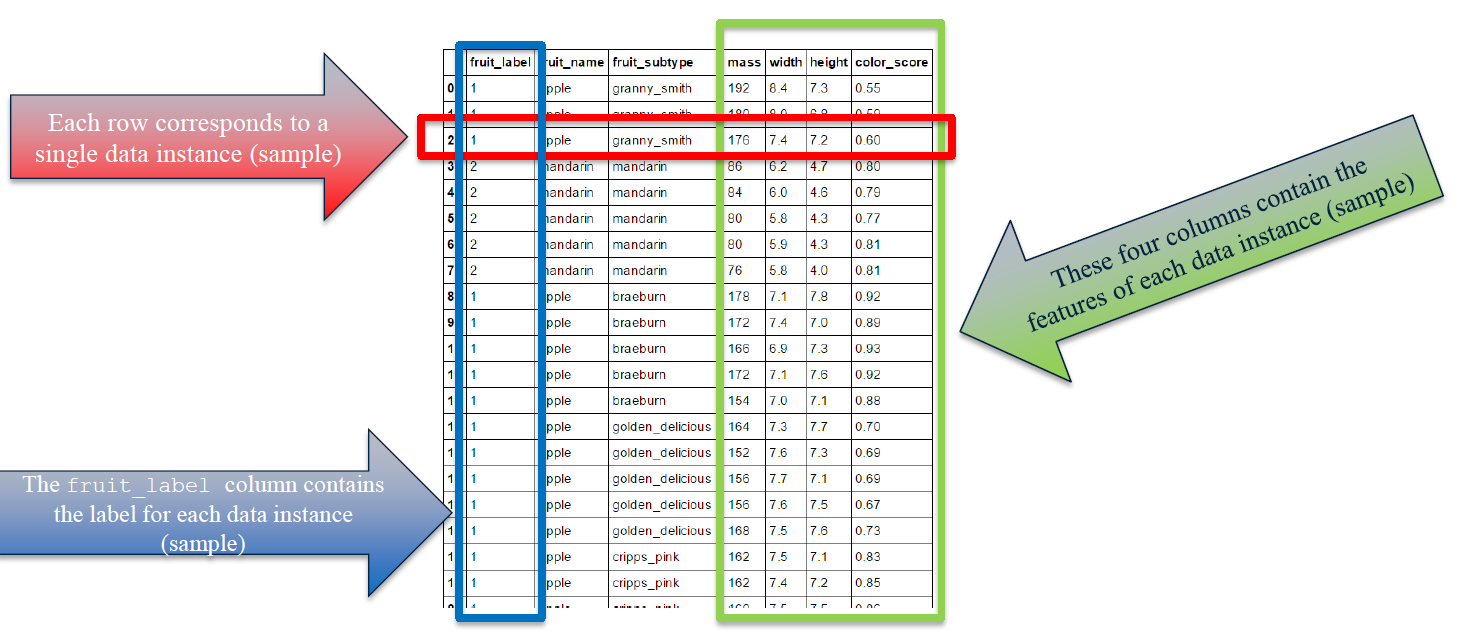 Each row corresponds to a
single data instance (sample)
The fruit_label column contains
the label for each data instance
(sample)
These four columns contain the
features of each data instance (sample)
fruit_label ruit_name fruit_subtype mass width height color_score
0 1 pple granny_smith 192 8.4 7.3 0.55
1 1 pple granny_smith 180 8.0 6.8 0.59
2 1 pple granny_smith 176 7.4 7.2 0.60
3 2 mandarin mandarin 86 6.2 4.7 0.80
4 2 mandarin mandarin 84 6.0 4.6 0.79
5 2 mandarin mandarin 80 5.8 4.3 0.77
6 2 mandarin mandarin 80 5.9 4.3 0.81
7 2 mandarin mandarin 76 5.8 4.0 0.81
8 1 pple braeburn 178 7.1 7.8 0.92
9 1 pple braeburn 172 7.4 7.0 0.89
1 1 pple braeburn 166 6.9 7.3 0.93
1 1 pple braeburn 172 7.1 7.6 0.92
1 1 pple braeburn 154 7.0 7.1 0.88
1 1 pple golden_delicious 164 7.3 7.7 0.70
1 1 pple golden_delicious 152 7.6 7.3 0.69
1 1 pple golden_delicious 156 7.7 7.1 0.69
1 1 pple golden_delicious 156 7.6 7.5 0.67
1 1 pple golden_delicious 168 7.5 7.6 0.73
1 1 pple cripps_pink 162 7.5 7.1 0.83
1 1 pple cripps_pink 162 7.4 7.2 0.85